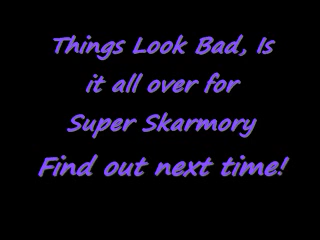 Things Look Bad, Is
it all over for
Super Skarmory
Find out next time!